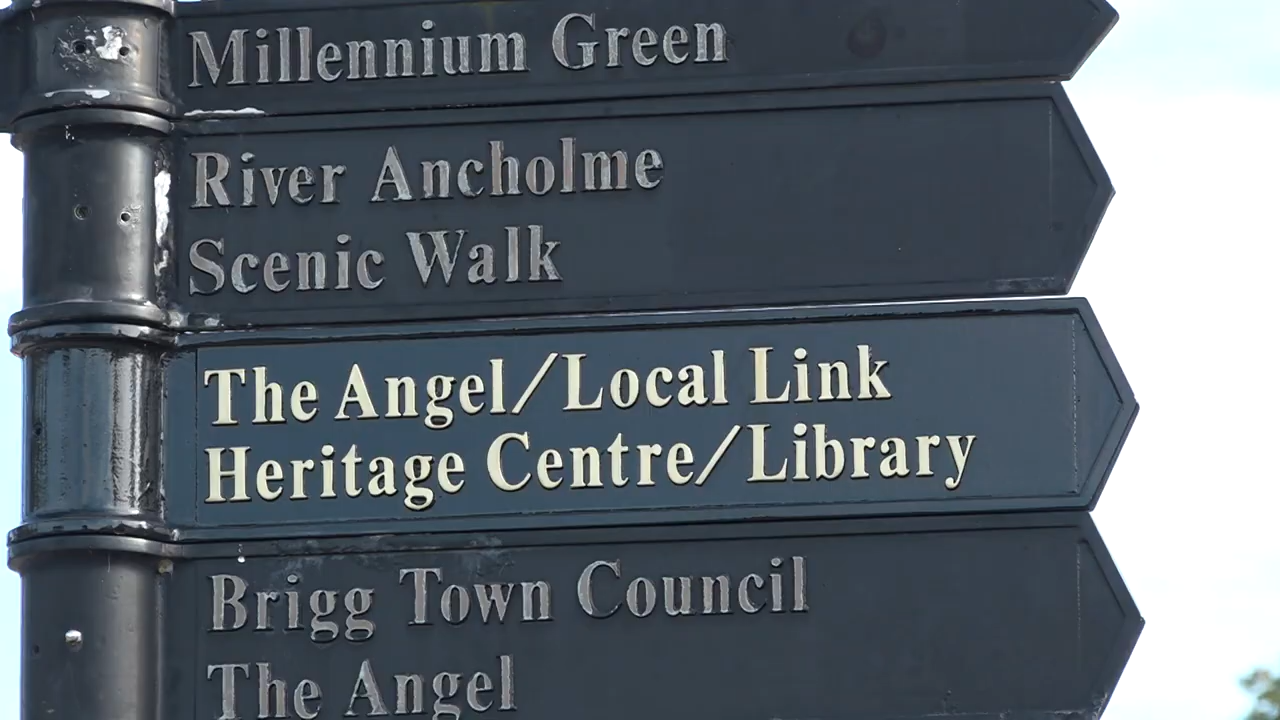 Millennium Green
River Ancholme
Scenic Walk
The Angel/Local Link
Heritage Centre/Library
Brigg Town Council
The Angel